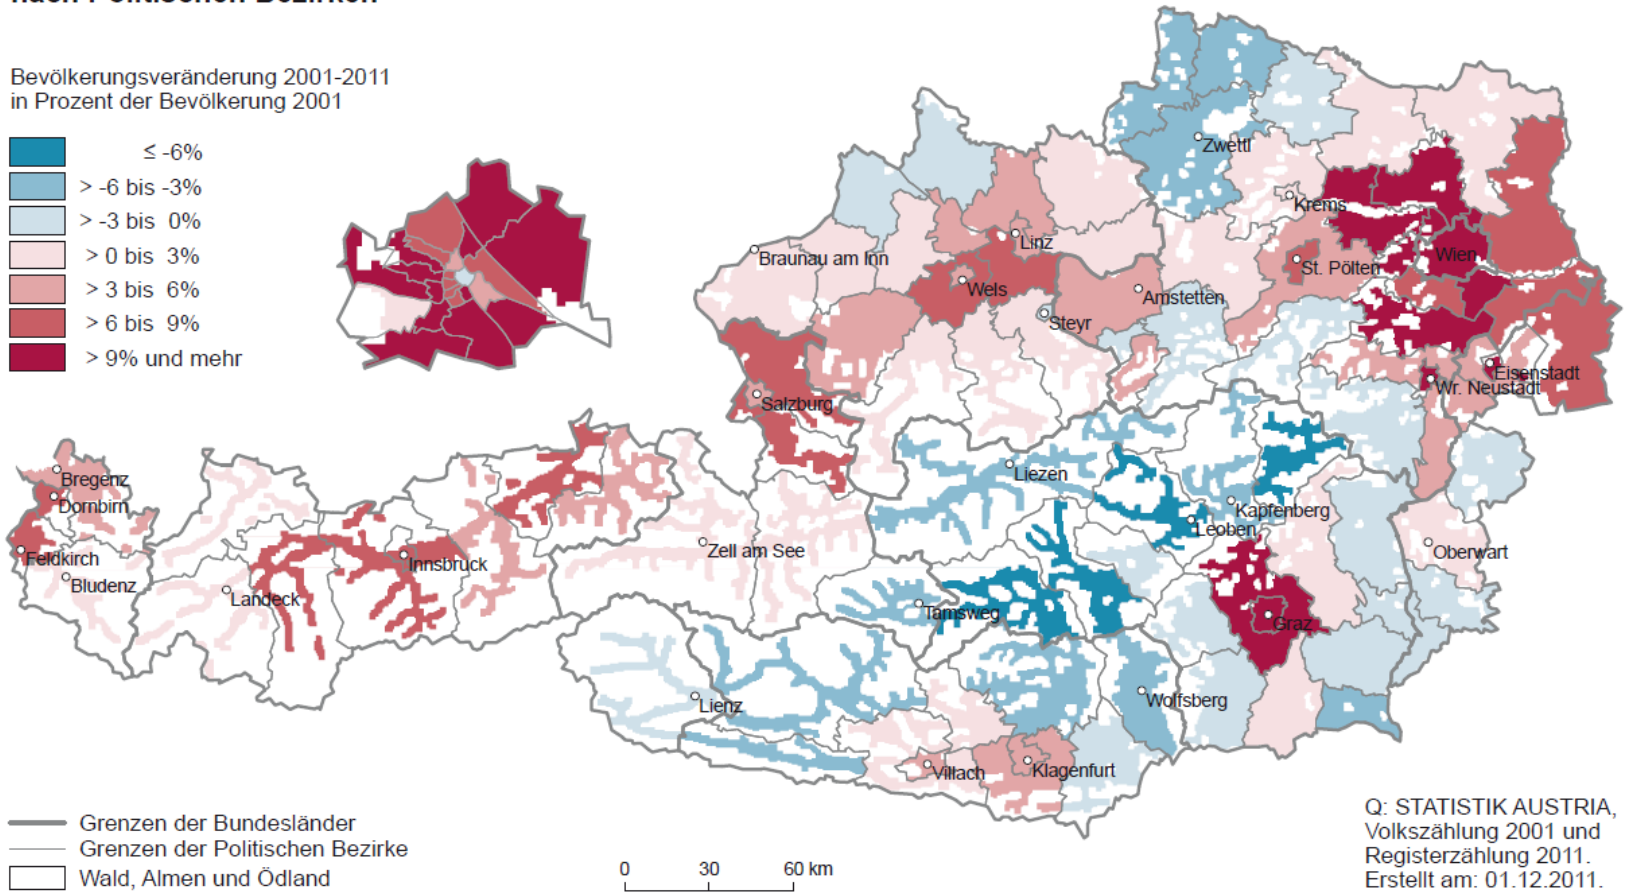 nach Politischen Bezirken
Bevölkerungsveränderung 2001-2011
in Prozent der Bevölkerung 2001
≤ -6%
> -6 bis -3%
> -3 bis 0%
> 0 bis 3%
> 3 bis 6%
> 6 bis 9%
> 9% und mehr
Zwettl
Krems
Linz
Braunau am Inn
Wien
St. Pölten
Wels
Amstetten
Steyr
Eisenstadt
Wr. Neustadt
Salzburg
Bregenz
Dornbirn
Liezen
Kapfenberg
Leoben
Feldkirch
Innsbruck
Zell am See
Oberwart
Bludenz
Landeck
Tamsweg
Graz
Lienz
Wolfsberg
Villach
Klagenfurt
Grenzen der Bundesländer
Grenzen der Politischen Bezirke
Wald, Almen und Ödland
0 30 60 km
Q: STATISTIK AUSTRIA,
Volkszählung 2001 und
Registerzählung 2011.
Erstellt am: 01.12.2011.